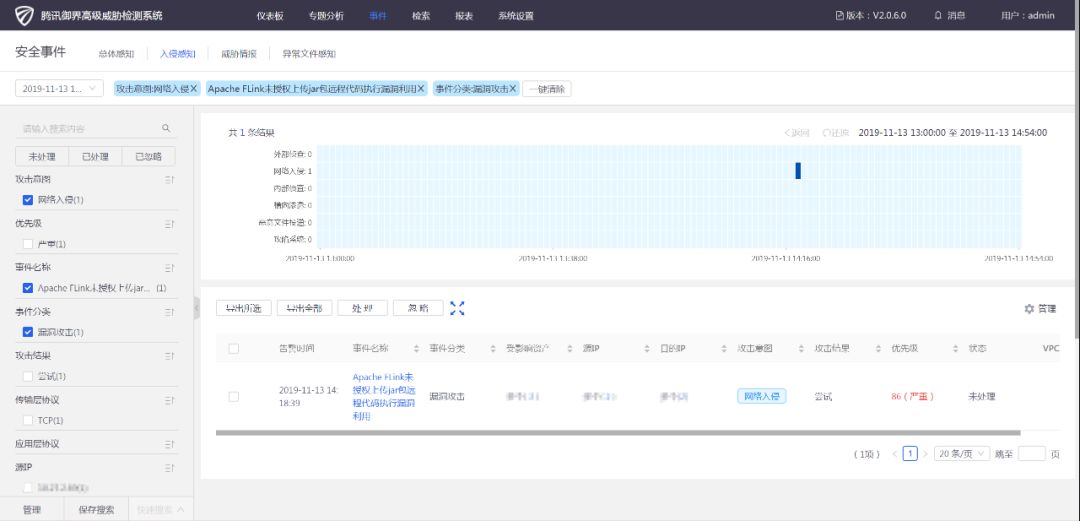 腾讯御界高级威胁检测系统 仪表板 专题分析 事件 检索 报表 系统设置 版本：V2.0.6.0 消息 用户：admin
安全事件 总体感知 入侵感知 威胁情报 异常文件感知
2019-11-13 1... 攻击意图:网络入侵X Apache FLink未授权上传jar包远程代码执行漏洞利用X 事件分类:漏洞攻击X 一键清除
请输入搜索内容
未处理 已处理 已忽略
攻击意图
网络入侵(1)
优先级
严重(1)
事件名称
Apache FLink未授权上传jar... (1)
事件分类
漏洞攻击(1)
攻击结果
尝试(1)
传输层协议
TCP(1)
应用层协议
源IP
管理 保存搜索 快速搜索
共 1 条结果 返回 还原 2019-11-13 13:00:00 至 2019-11-13 14:54:00
外部侦查: 0
网络入侵: 1
内部侦查: 0
横向渗透: 0
恶意文件投递: 0
攻陷系统: 0
2019-11-13 13:00:00 2019-11-13 13:38:00 2019-11-13 14:16:00 2019-11-13 14:54:00
导出所选 导出全部 处 理 忽 略 管理
告警时间 事件名称 事件分类 受影响资产 源IP 目的IP 攻击意图 攻击结果 优先级 状态 VPC
2019-11-13 14:18:39 Apache FLink未
授权上传jar包远
程代码执行漏洞
利用 漏洞攻击 网络入侵 尝试 86 ( 严重 ) 未处理
( 1项 ) 1 20 条/页 跳至 页